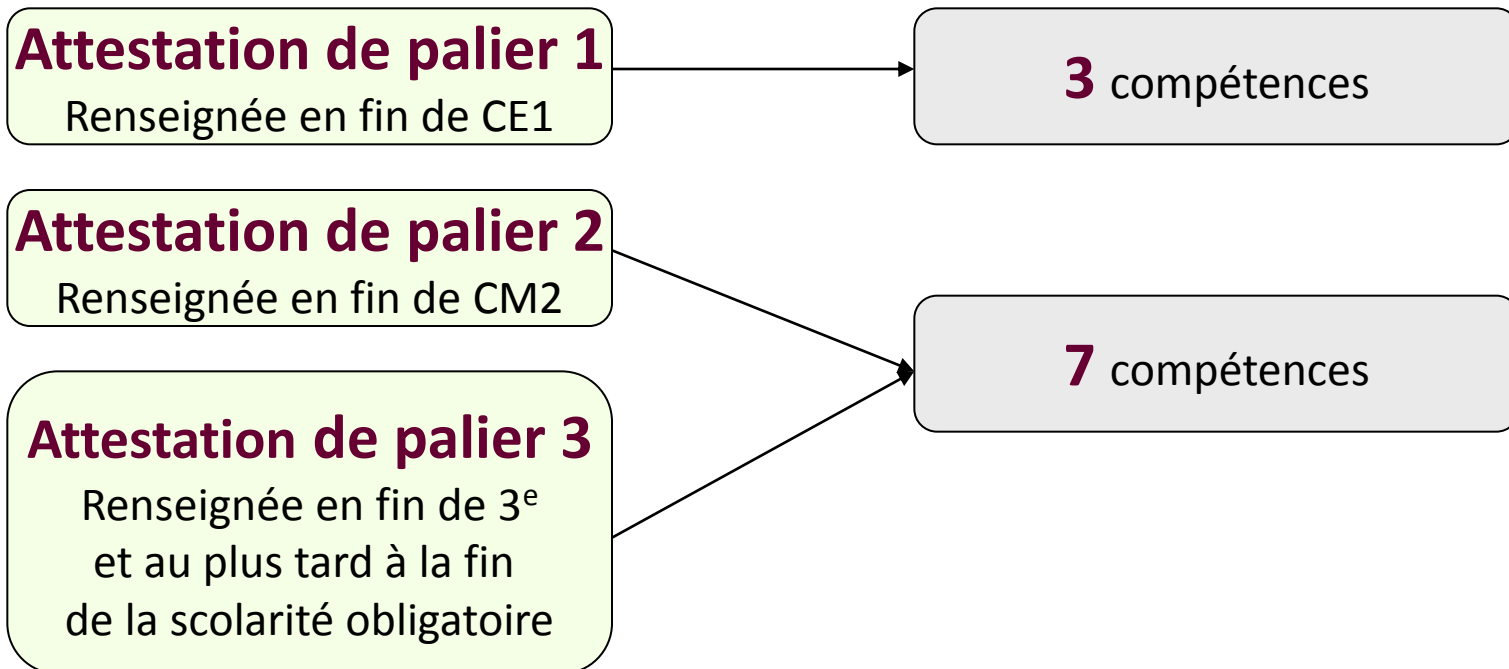 Attestation de palier 1
Renseignée en fin de CE1
3 compétences
Attestation de palier 2
Renseignée en fin de CM2
7 compétences
Attestation de palier 3
Renseignée en fin de 3e
et au plus tard à la fin
de la scolarité obligatoire